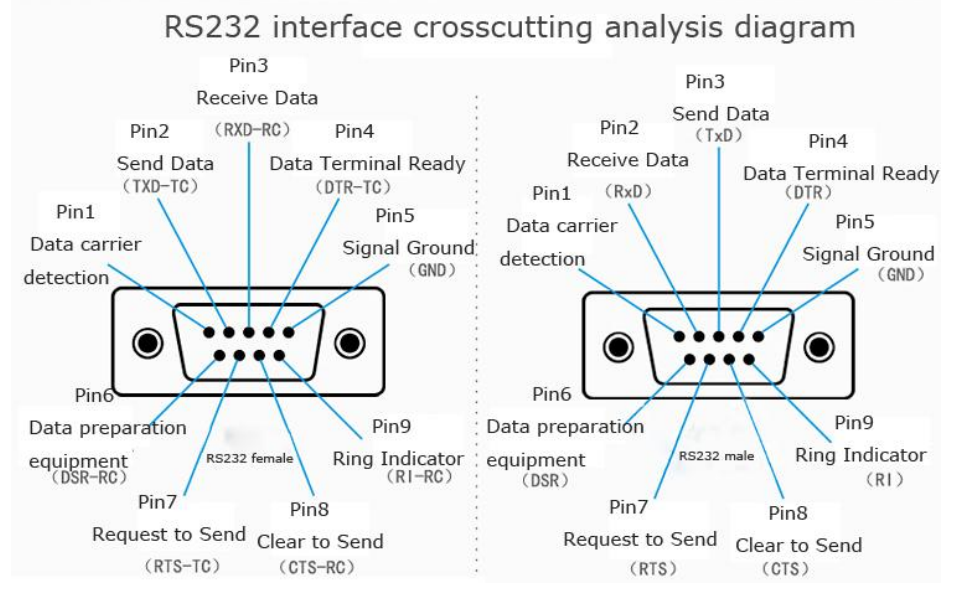 RS232 interface crosscutting analysis diagram
Pin3
Receive Data
(RXD-RC)
Pin2
Send Data
(TXD-TC)
Pin4
Data Terminal Ready
(DTR-TC)
Pin1
Data carrier
detection
Pin5
Signal Ground
(GND)
Pin6
Data preparation
equipment
(DSR-RC)
RS232 female
Pin9
Ring Indicator
(RI-RC)
Pin7
Request to Send
(RTS-TC)
Pin8
Clear to Send
(CTS-RC)
Pin3
Send Data
(TxD)
Pin2
Receive Data
(RxD)
Pin4
Data Terminal Ready
(DTR)
Pin1
Data carrier
detection
Pin5
Signal Ground
(GND)
Pin6
Data preparation
equipment
(DSR)
RS232 male
Pin9
Ring Indicator
(RI)
Pin7
Request to Send
(RTS)
Pin8
Clear to Send
(CTS)